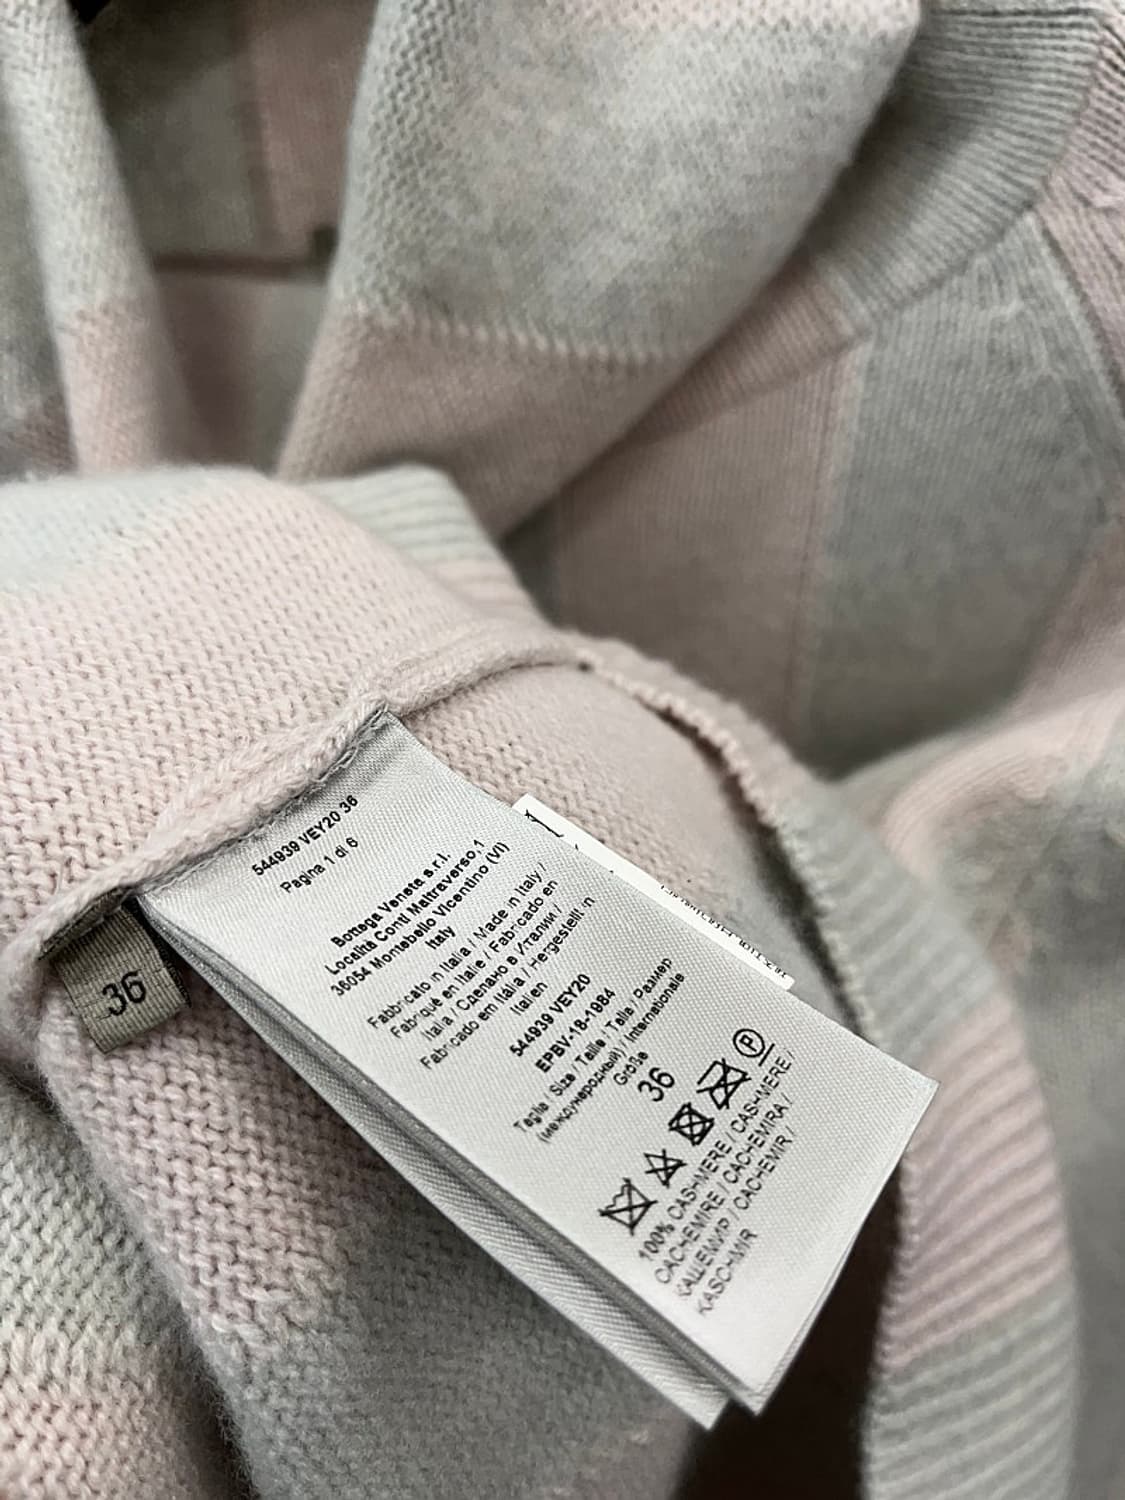 544939 VEY20 36
Pagina 1 di 6
Bottega Veneta s.r.l.
Località Conti Maltraverso,1
36054 Montebello Vicentino (VI)
Italy
Fabbricato in Italia / Made in Italy /
Fabriqué en Italie / Fabricado en
Italia / Сделано в Италии /
Fabricado em Itália / Hergestellt in
Italien
544939 VEY20
EPBV-18-1984
Taglia / Size / Taille / Talla / Размер
(международный) / Internationale
Größe
36
P
100% CASHMERE / CASHMERE /
CACHEMIRE / CACHEMIRA /
КАШЕМИР / CACHEMIR /
KASCHMIR
36